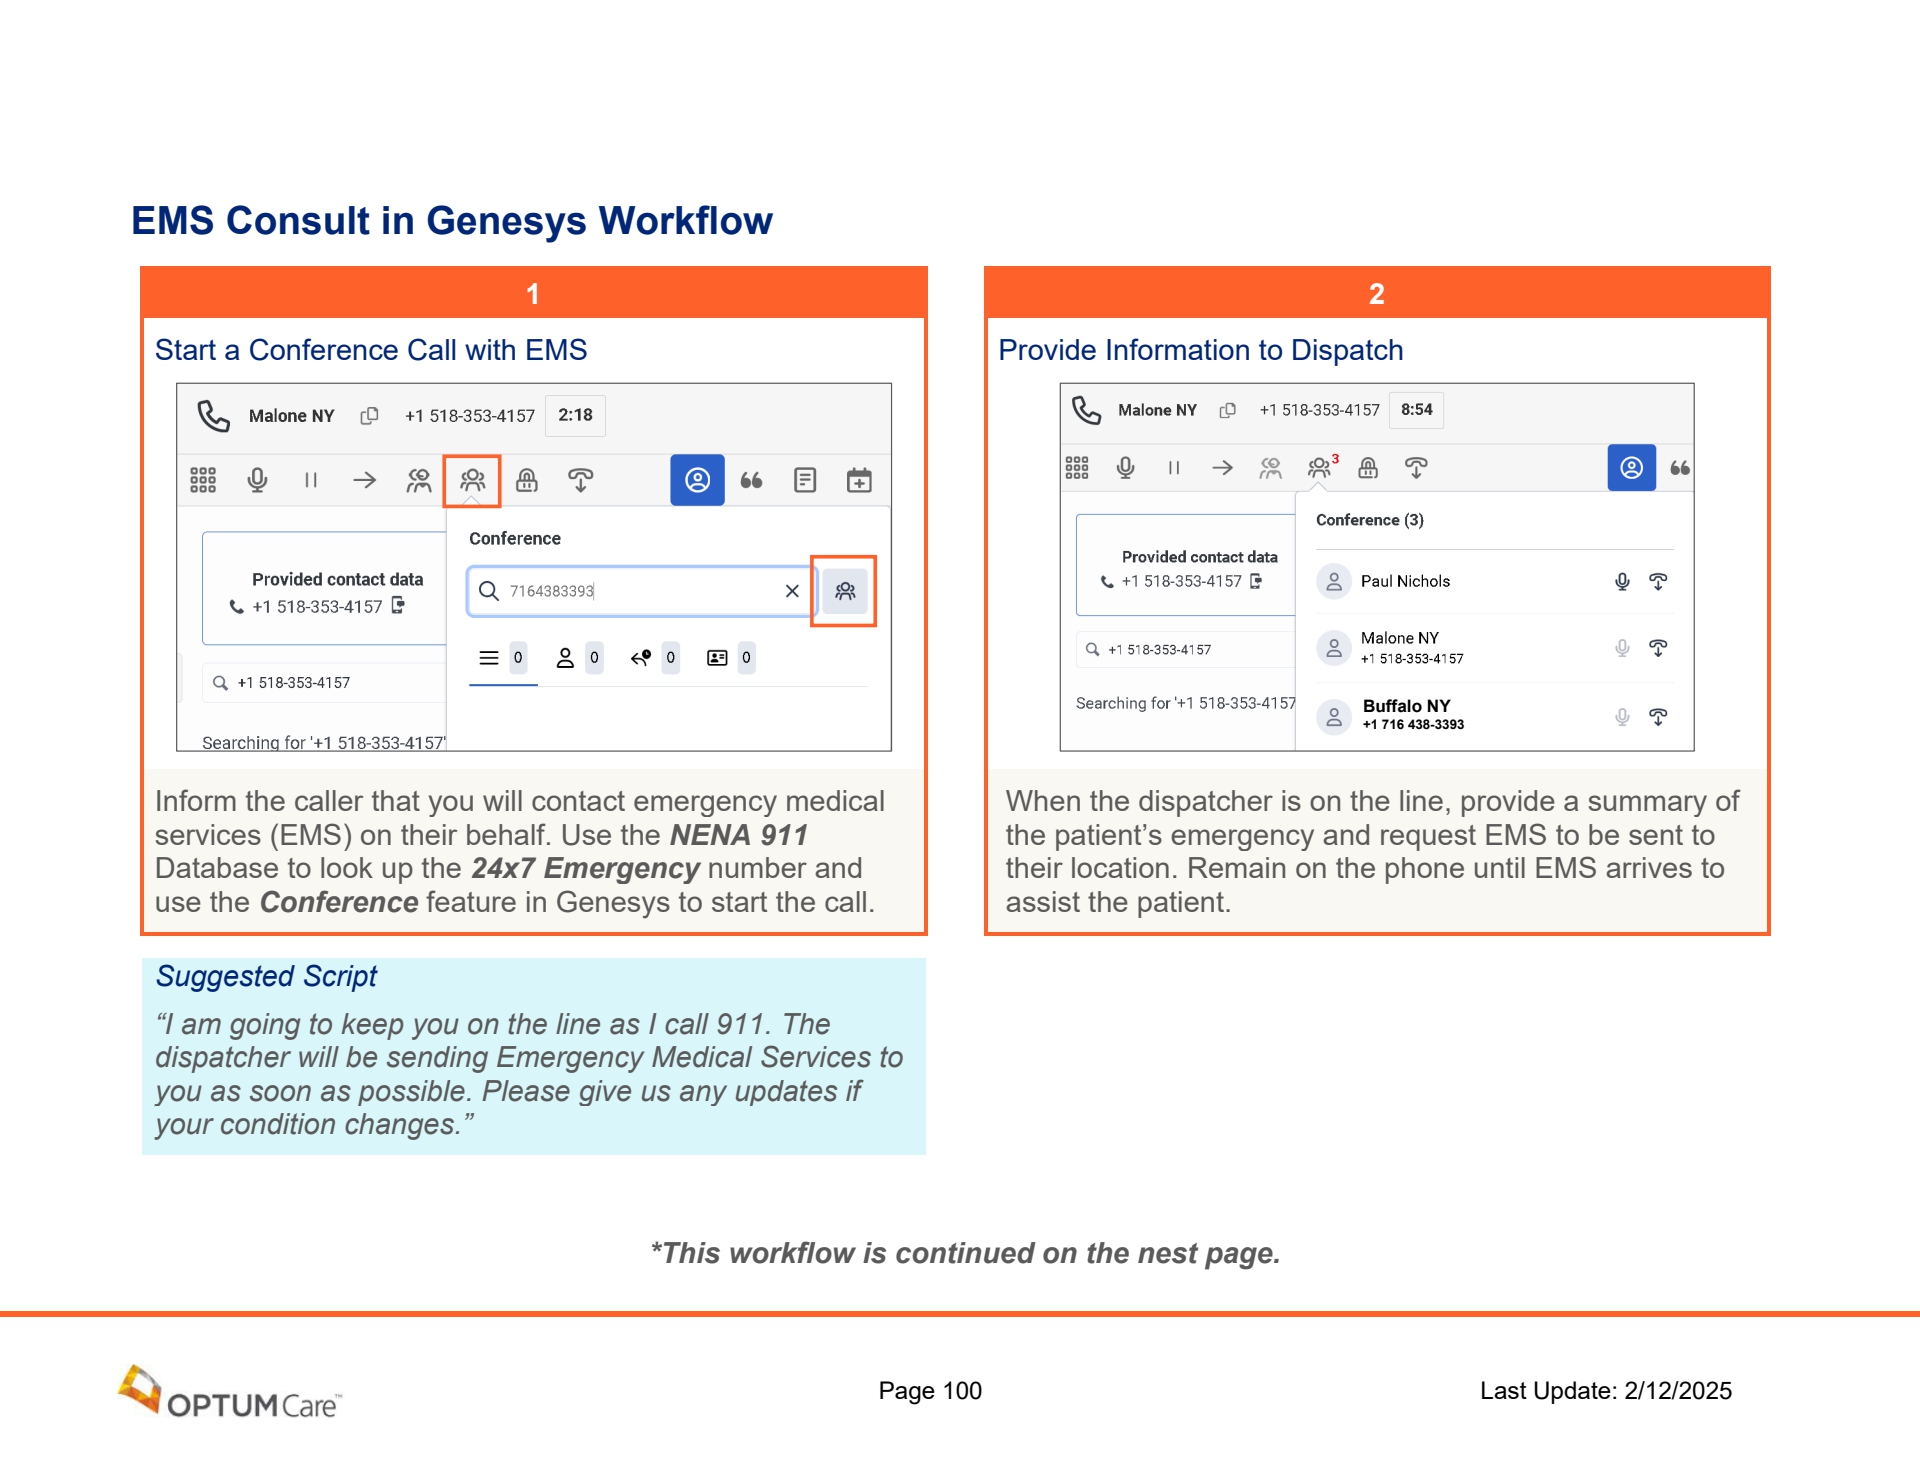 EMS Consult in Genesys Workflow
1
Start a Conference Call with EMS
Malone NY +1 518-353-4157 2:18
Conference
Provided contact data
+1 518-353-4157
7164383393
0 0 0 0
+1 518-353-4157
Searching for '+1 518-353-4157'
Inform the caller that you will contact emergency medical
services (EMS) on their behalf. Use the NENA 911
Database to look up the 24x7 Emergency number and
use the Conference feature in Genesys to start the call.
Suggested Script
“I am going to keep you on the line as I call 911. The
dispatcher will be sending Emergency Medical Services to
you as soon as possible. Please give us any updates if
your condition changes.”
2
Provide Information to Dispatch
Malone NY +1 518-353-4157 8:54
3
Conference (3)
Provided contact data
+1 518-353-4157
Paul Nichols
Malone NY
+1 518-353-4157
+1 518-353-4157
Searching for '+1 518-353-4157
Buffalo NY
+1 716 438-3393
When the dispatcher is on the line, provide a summary of
the patient’s emergency and request EMS to be sent to
their location. Remain on the phone until EMS arrives to
assist the patient.
*This workflow is continued on the nest page.
OPTUMCare™
Page 100
Last Update: 2/12/2025